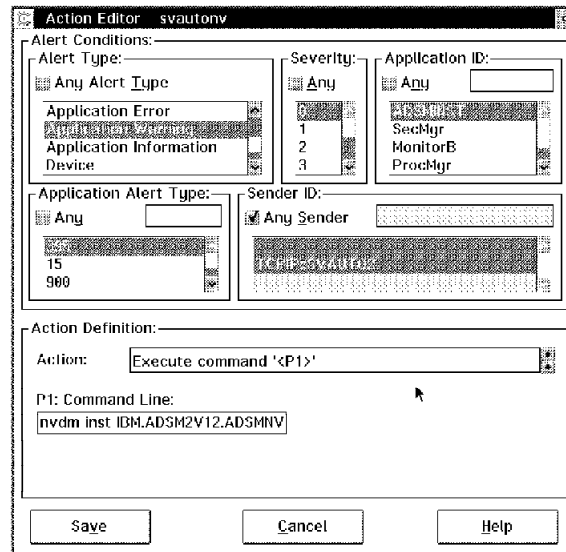 Action Editor svautonv
Alert Conditions:
Alert Type:
Any Alert Type
Application Error
Application Warning
Application Information
Device
Severity:
Any
0
1
2
3
Application ID:
Any
SecMgr
MonitorB
ProcMgr
Application Alert Type:
Any
15
900
Sender ID:
Any Sender
Action Definition:
Action: Execute command '<P1>'
P1: Command Line:
nvdm inst IBM.ADSM2V12.ADSMNV
Save Cancel Help